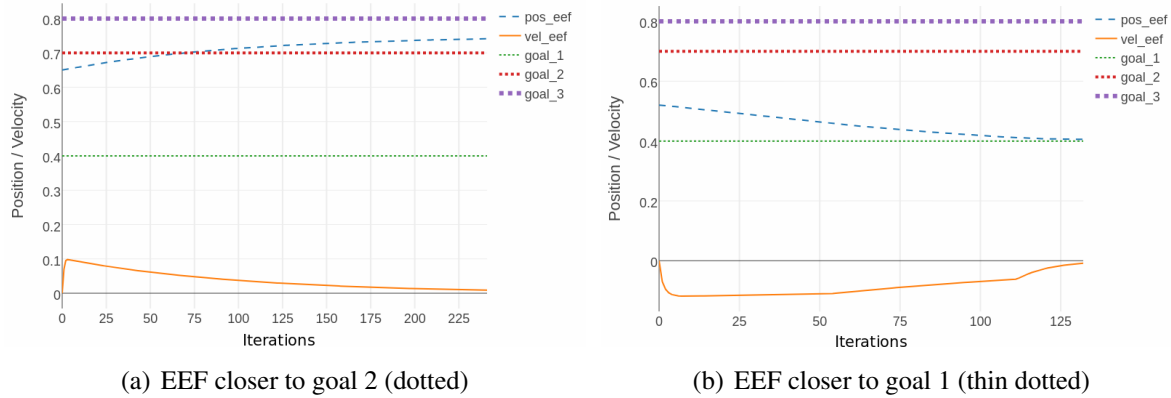 0.8
0.7
0.6
0.5
0.4
0.3
0.2
0.1
0
Position / Velocity
0 25 50 75 100 125 150 175 200 225
Iterations
pos_eef
vel_eef
goal_1
goal_2
goal_3
(a) EEF closer to goal 2 (dotted)
0.8
0.6
0.4
0.2
0
Position / Velocity
0 25 50 75 100 125
Iterations
pos_eef
vel_eef
goal_1
goal_2
goal_3
(b) EEF closer to goal 1 (thin dotted)